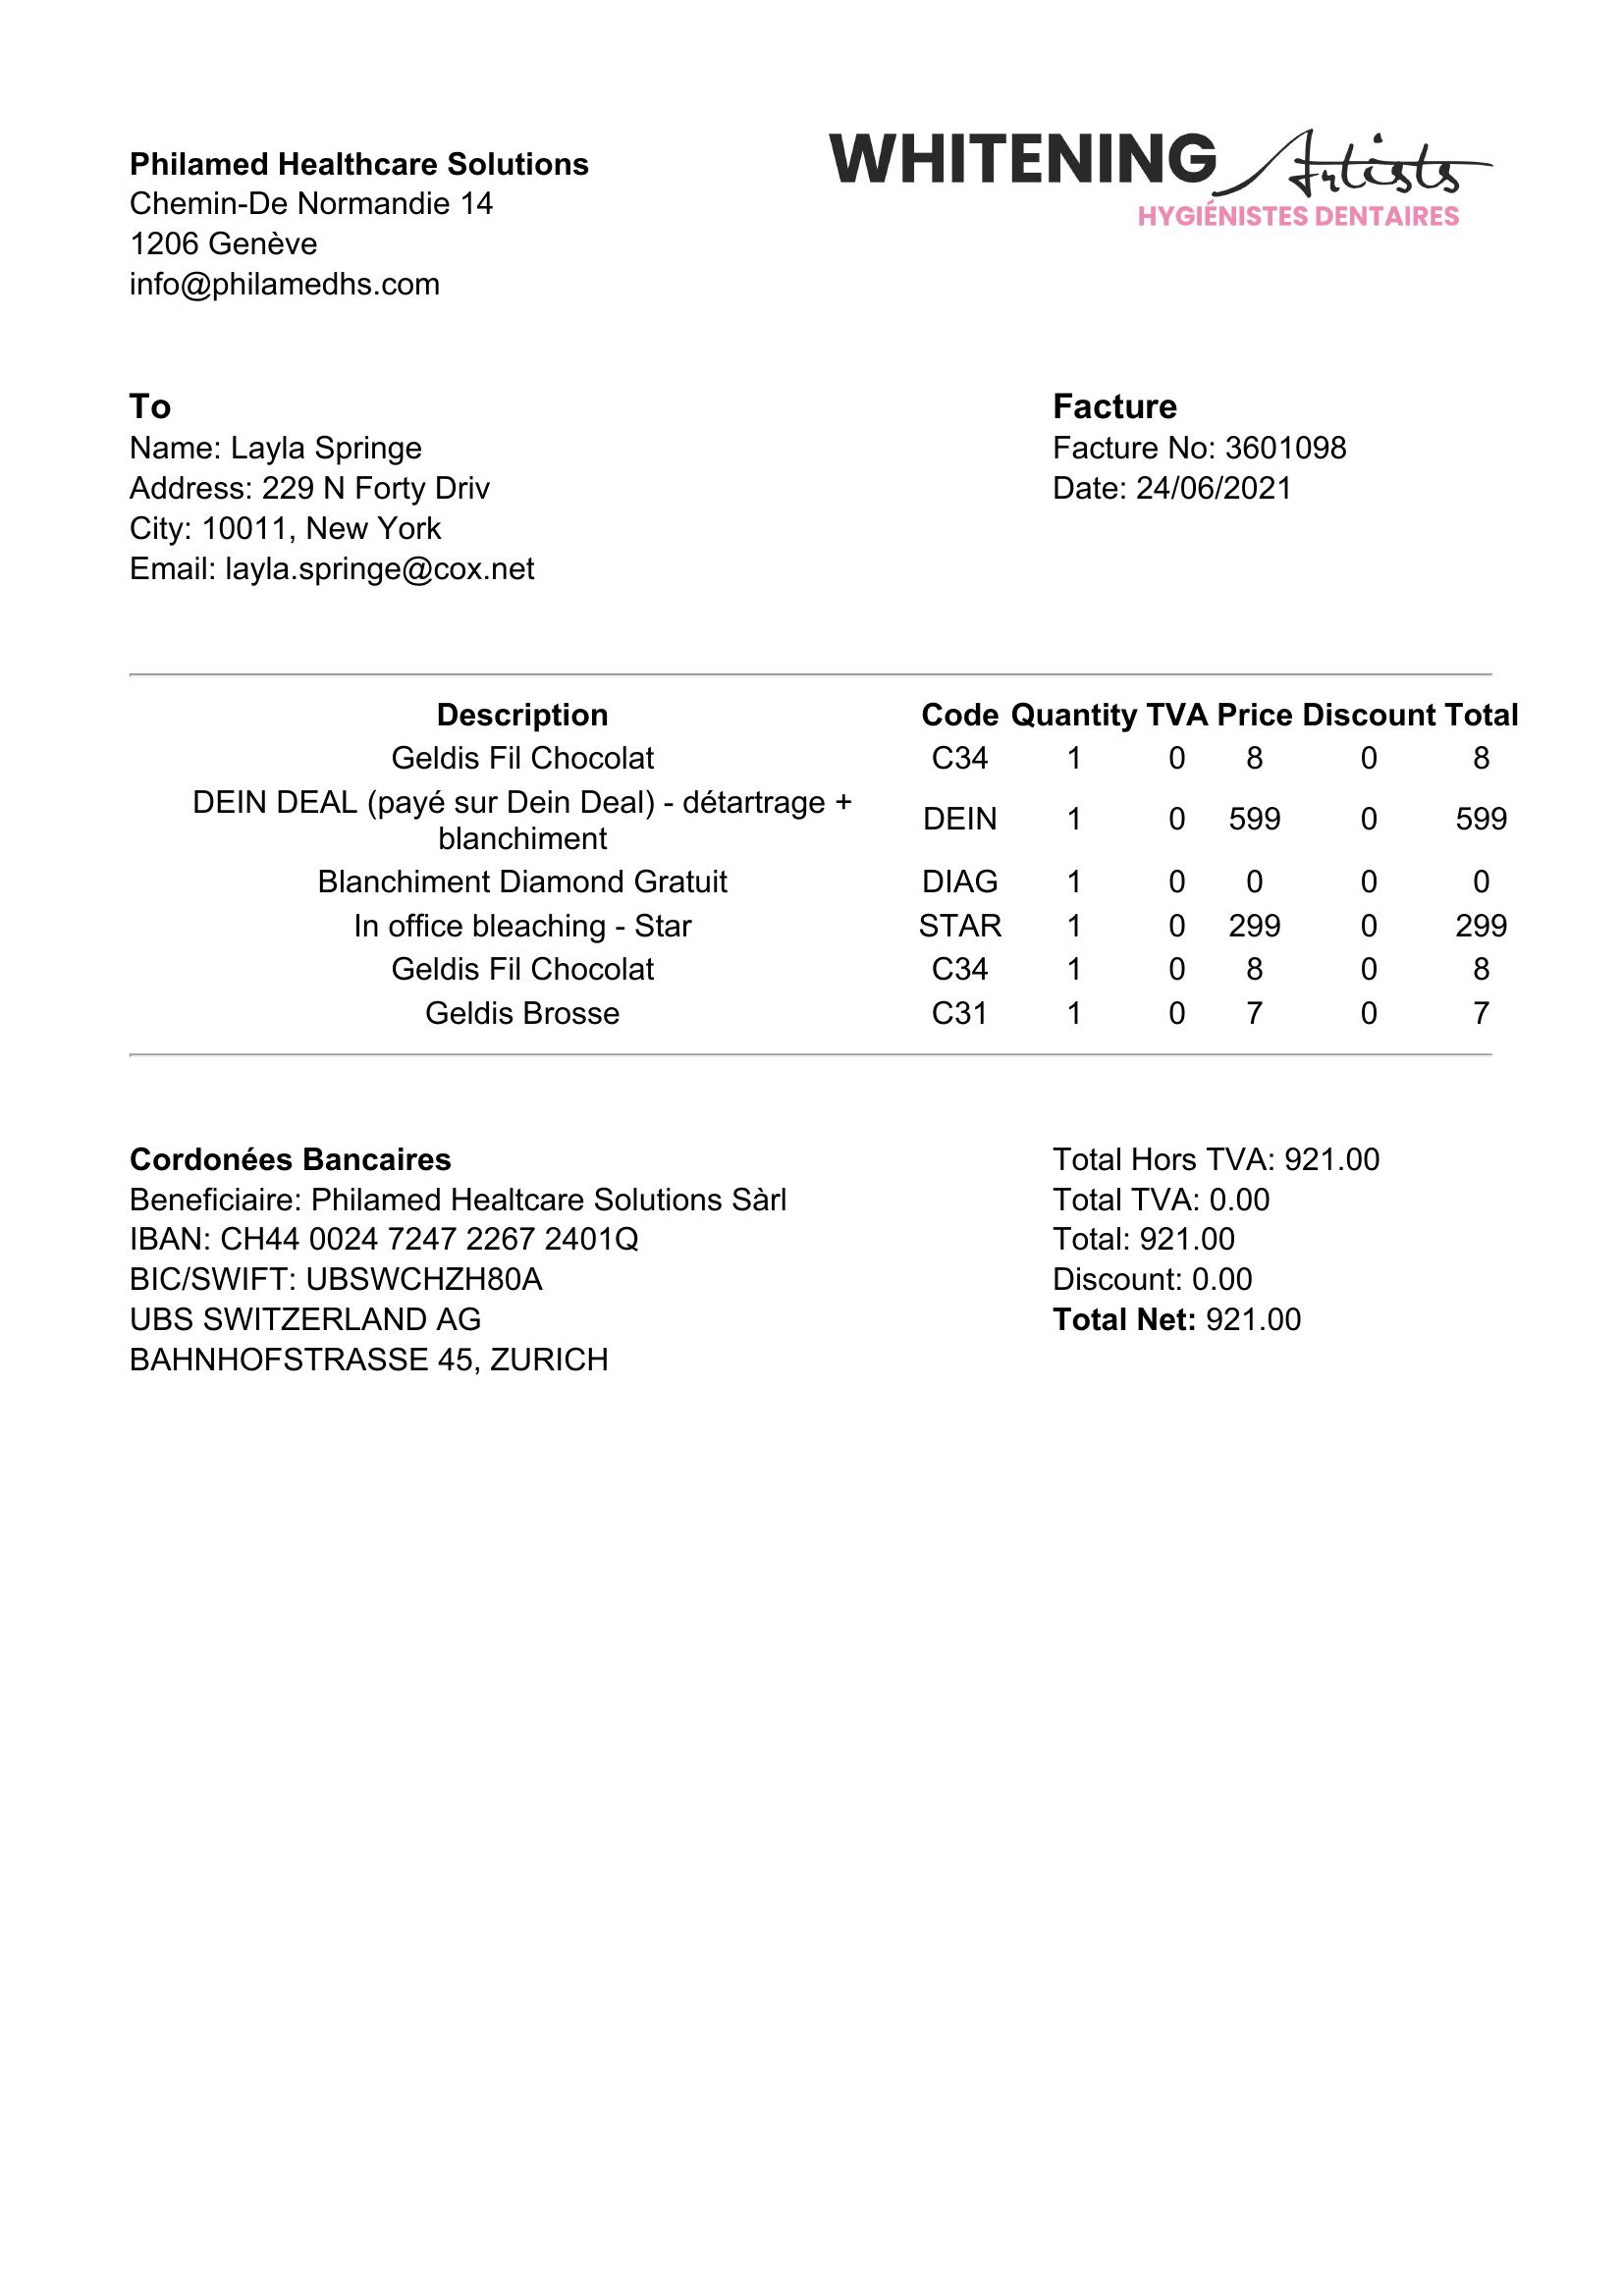 Philamed Healthcare Solutions
Chemin-De Normandie 14
1206 Genève
info@philamedhs.com
WHITENING Artists
HYGIÉNISTES DENTAIRES
To
Name: Layla Springe
Address: 229 N Forty Driv
City: 10011, New York
Email: layla.springe@cox.net
Facture
Facture No: 3601098
Date: 24/06/2021
Description Code Quantity TVA Price Discount Total
Geldis Fil Chocolat C34 1 0 8 0 8
DEIN DEAL (payé sur Dein Deal) - détartrage +
blanchiment DEIN 1 0 599 0 599
Blanchiment Diamond Gratuit DIAG 1 0 0 0 0
In office bleaching - Star STAR 1 0 299 0 299
Geldis Fil Chocolat C34 1 0 8 0 8
Geldis Brosse C31 1 0 7 0 7
Cordonées Bancaires
Beneficiaire: Philamed Healtcare Solutions Sàrl
IBAN: CH44 0024 7247 2267 2401Q
BIC/SWIFT: UBSWCHZH80A
UBS SWITZERLAND AG
BAHNHOFSTRASSE 45, ZURICH
Total Hors TVA: 921.00
Total TVA: 0.00
Total: 921.00
Discount: 0.00
Total Net: 921.00